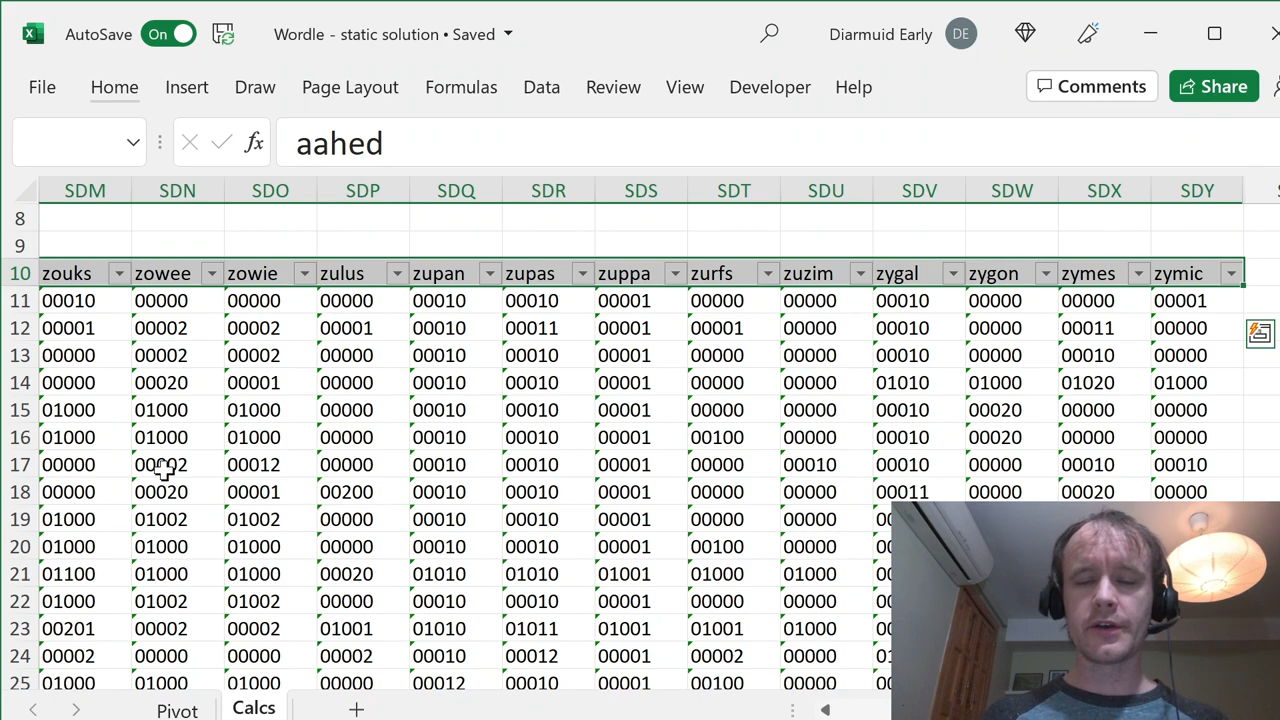 AutoSave On Wordle - static solution • Saved Diarmuid Early DE
File Home Insert Draw Page Layout Formulas Data Review View Developer Help Comments Share
fx aahed
SDM SDN SDO SDP SDQ SDR SDS SDT SDU SDV SDW SDX SDY
8
9
10 zouks zowee zowie zulus zupan zupas zuppa zurfs zuzim zygal zygon zymes zymic
11 00010 00000 00000 00000 00010 00010 00001 00000 00000 00010 00000 00000 00001
12 00001 00002 00002 00001 00010 00011 00001 00001 00000 00010 00000 00011 00000
13 00000 00002 00002 00000 00010 00010 00001 00000 00000 00010 00000 00010 00000
14 00000 00020 00001 00000 00010 00010 00001 00000 00000 01010 01000 01020 01000
15 01000 01000 01000 00000 00010 00010 00001 00000 00000 00010 00020 00000 00000
16 01000 01000 01000 00000 00010 00010 00001 00100 00000 00010 00020 00000 00000
17 00000 00012 00000 00010 00010 00001 00000 00010 00010 00000 00010 00010
18 00000 00020 00001 00200 00010 00010 00001 00000 00000 00011 00000 00020 00000
19 01000 01002 01002 00000 00010 00010 00001 00000 00000
20 01000 01000 01000 00000 00010 00010 00001 00100 00000
21 01100 01000 01000 00020 01010 01010 01001 01000 01000
22 01000 01002 01002 00000 00010 00010 00001 00000 00000
23 00201 00002 00002 01001 01010 01011 01001 01001 01000
24 00002 00000 00000 00002 00010 00012 00001 00002 00000
25 01000 01000 01000 00000 00012 00010 00001 00100 00000
Pivot Calcs